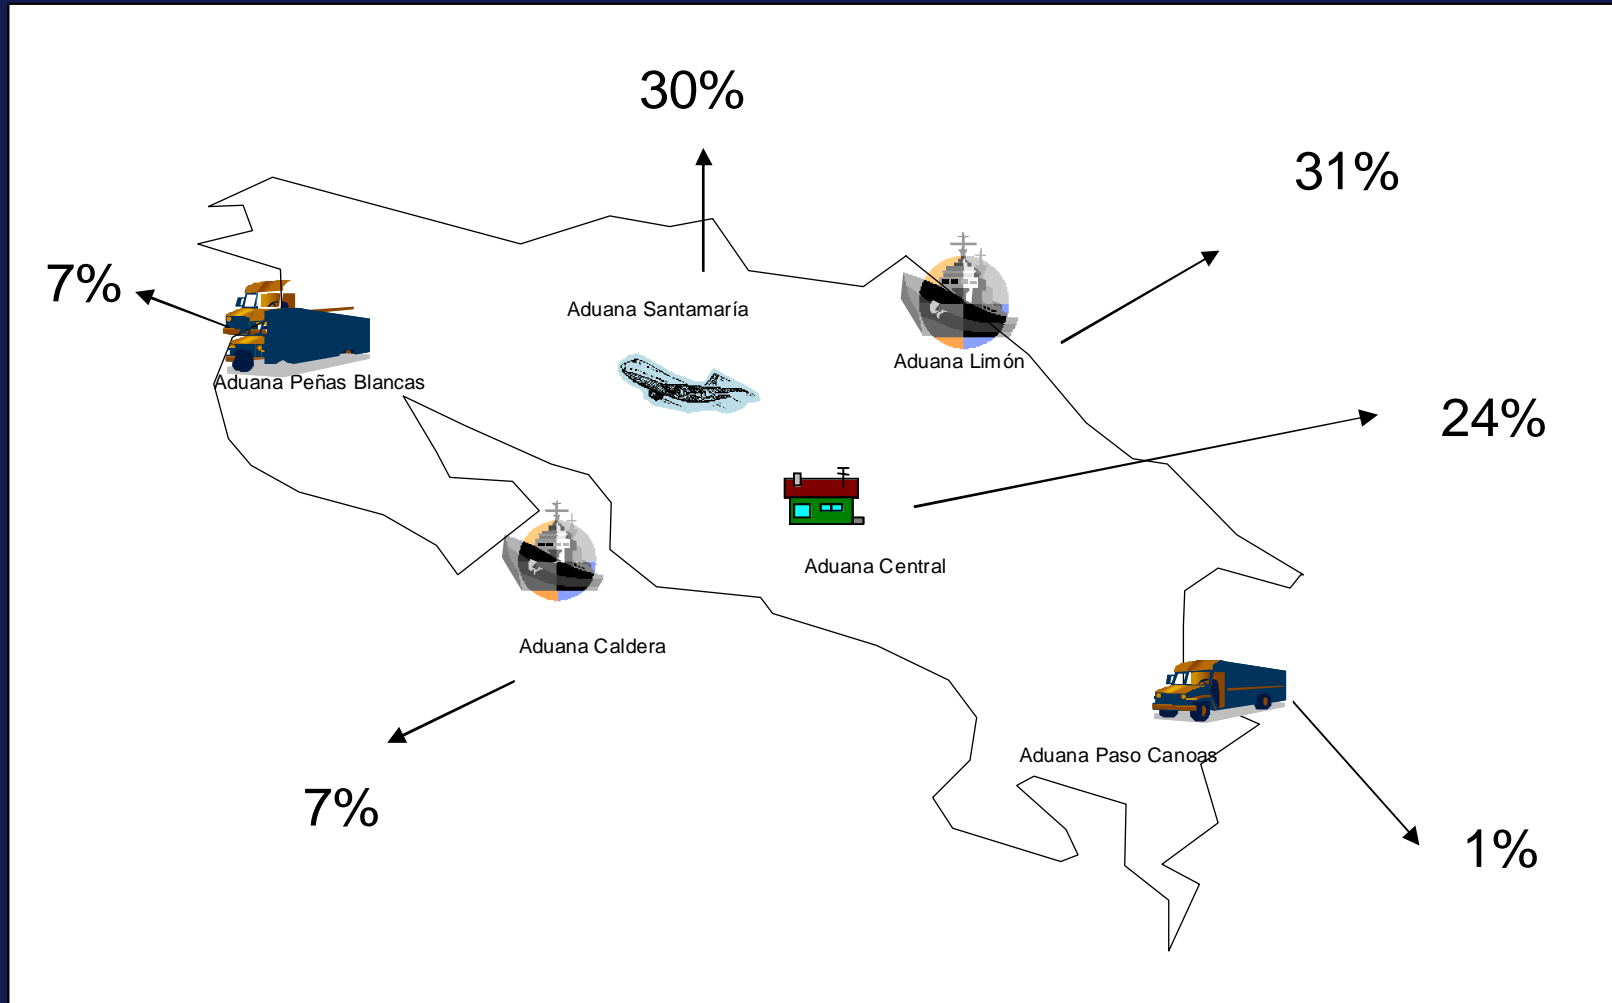 30%
31%
7%
Aduana Santamaría
Aduana Limón
Aduana Peñas Blancas
24%
Aduana Central
Aduana Caldera
Aduana Paso Canoas
7%
1%